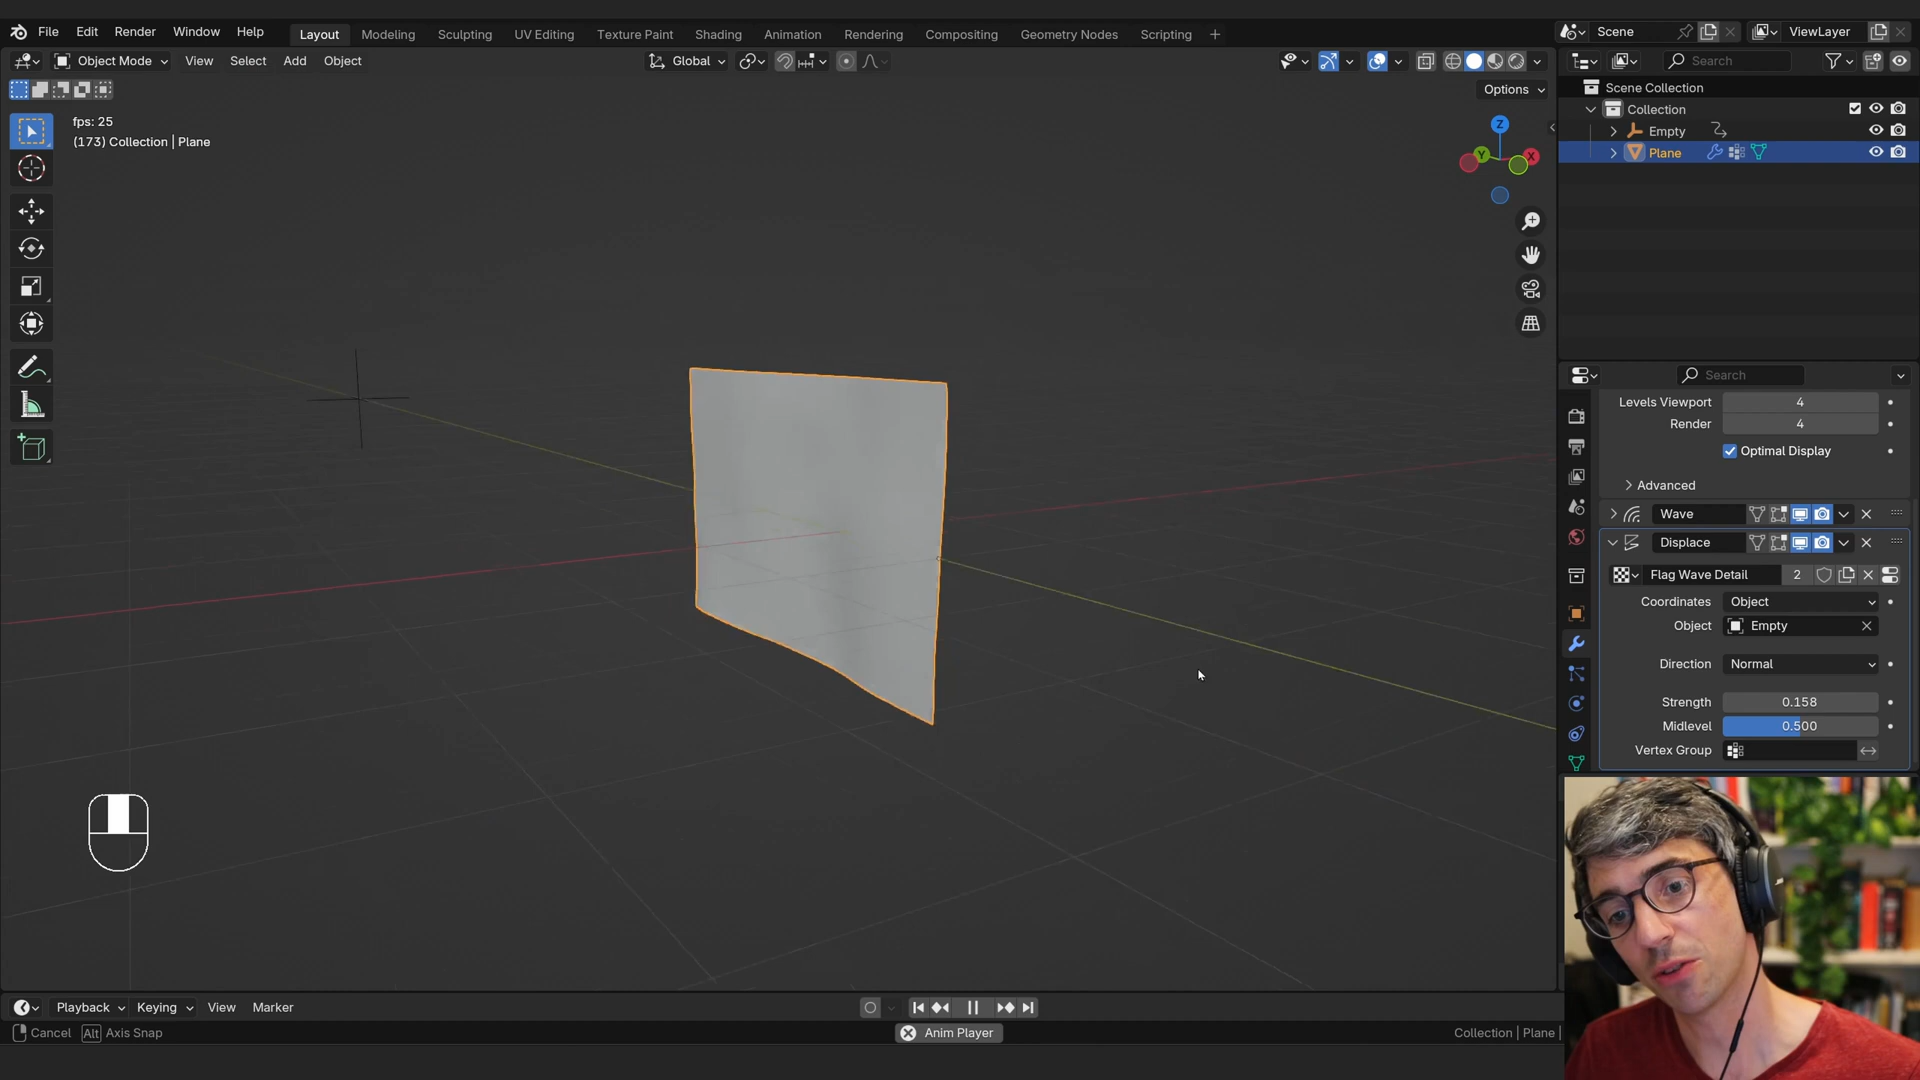 File Edit Render Window Help Layout Modeling Sculpting UV Editing Texture Paint Shading Animation Rendering Compositing Geometry Nodes Scripting + Scene ViewLayer
Object Mode View Select Add Object Global Search
Options
Scene Collection
Collection
Empty
Plane
fps: 25
(173) Collection | Plane
Z
Y
X
Search
Levels Viewport 4
Render 4
Optimal Display
Advanced
Wave
Displace
Flag Wave Detail 2
Coordinates Object
Object Empty
Direction Normal
Strength 0.158
Midlevel 0.500
Vertex Group
Playback Keying View Marker
Cancel Alt Axis Snap Anim Player Collection | Plane |